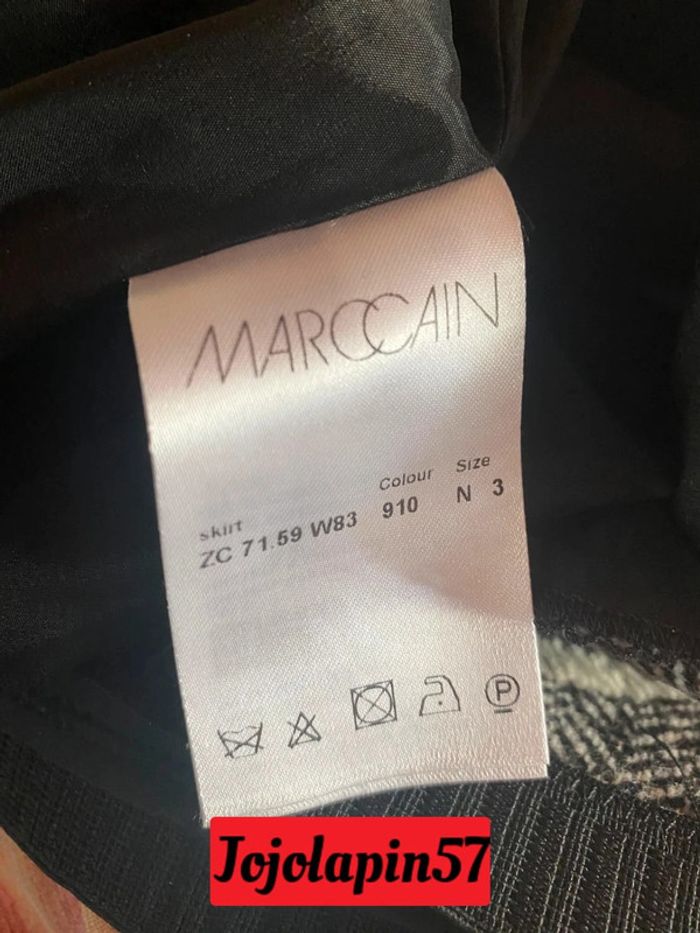 MARCCAIN
skirt Colour Size
ZC 71.59 W83 910 N 3
P
Jojolapin57